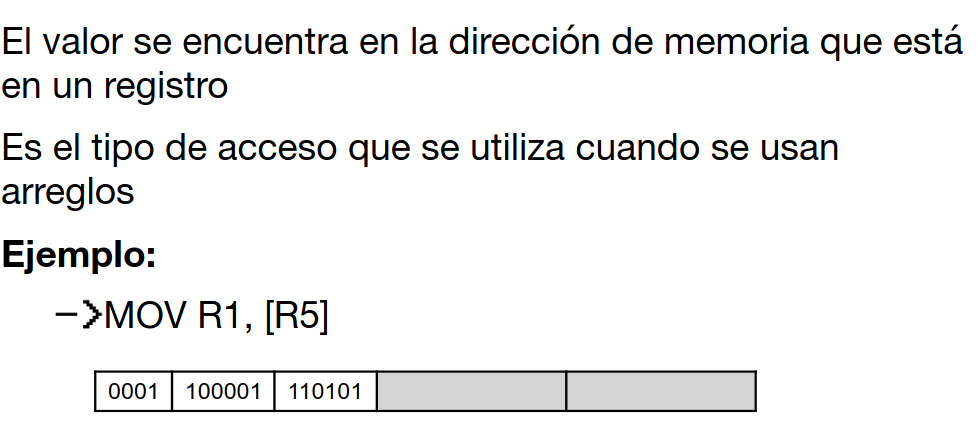 El valor se encuentra en la dirección de memoria que está
en un registro
Es el tipo de acceso que se utiliza cuando se usan
arreglos
Ejemplo:
–>MOV R1, [R5]
0001 100001 110101